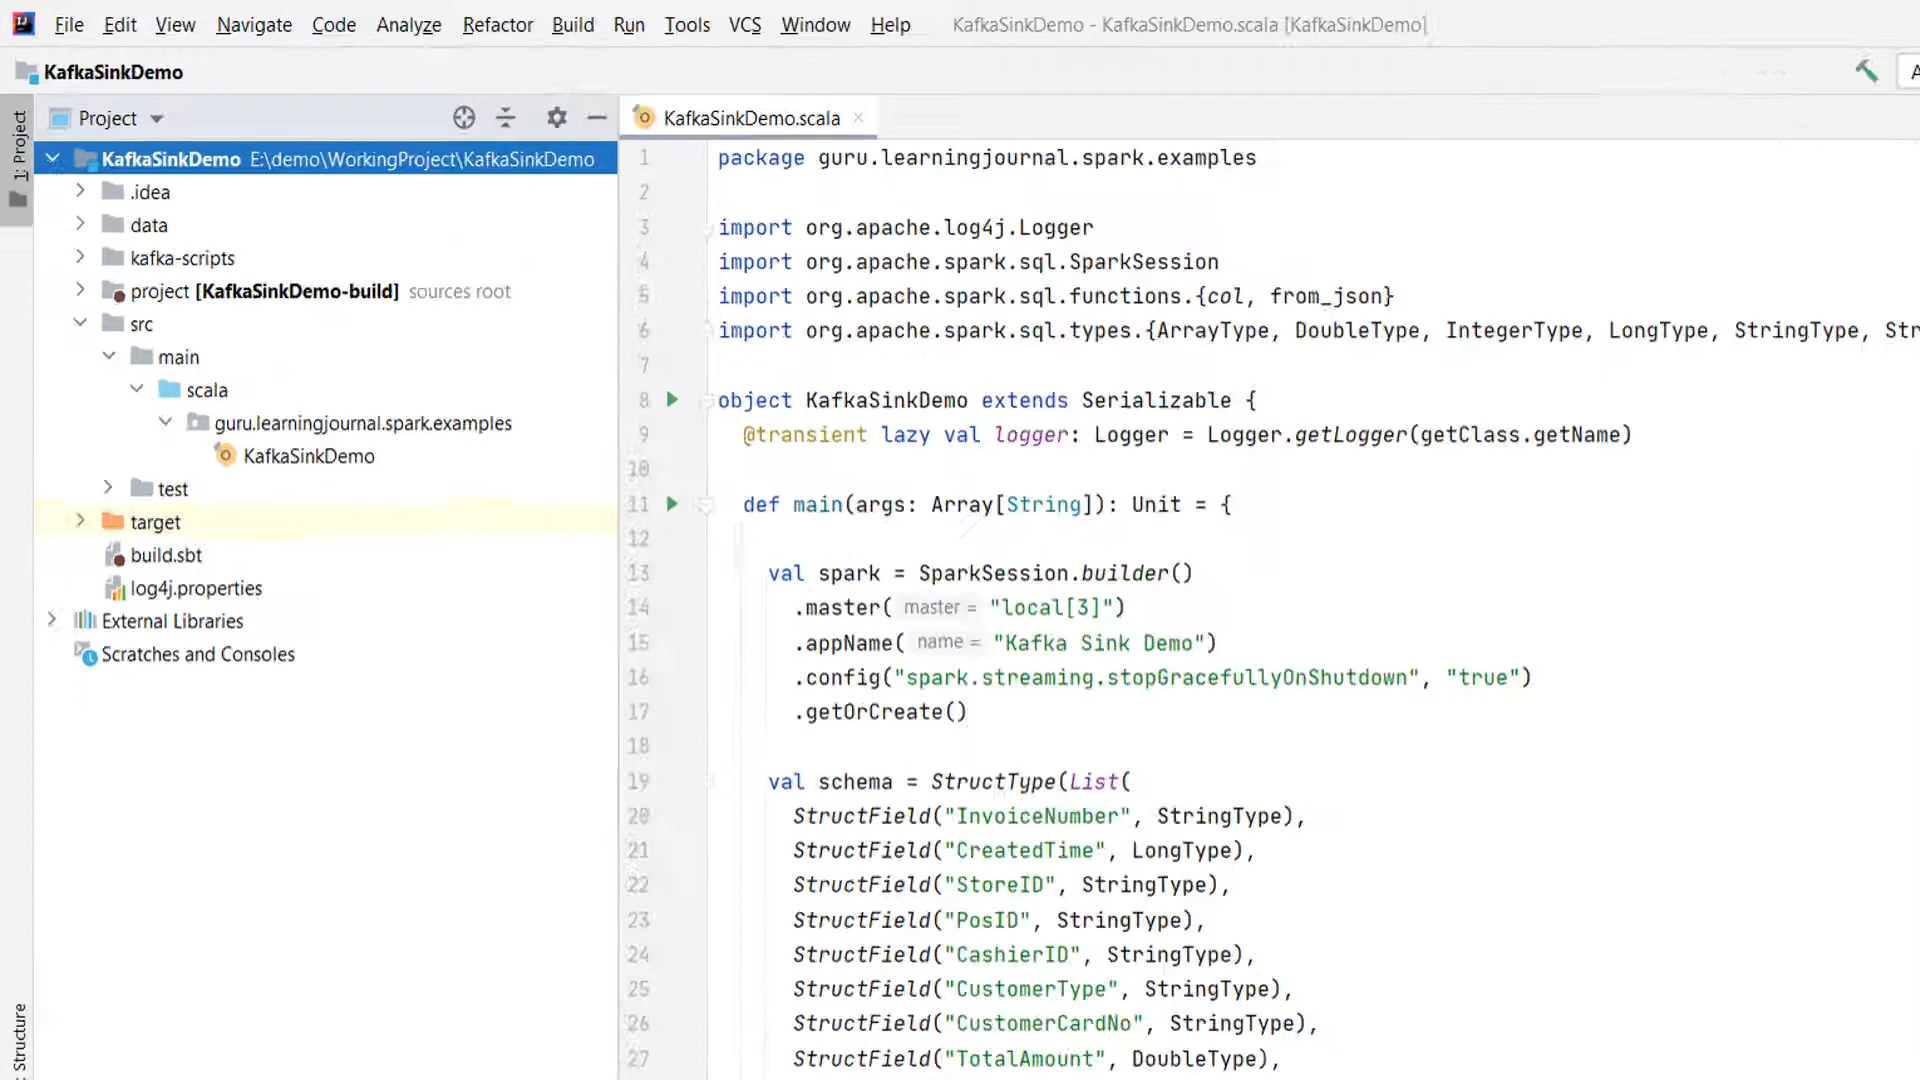 File Edit View Navigate Code Analyze Refactor Build Run Tools VCS Window Help KafkaSinkDemo - KafkaSinkDemo.scala [KafkaSinkDemo]
KafkaSinkDemo
A
1: Project
Project
KafkaSinkDemo E:\demo\WorkingProject\KafkaSinkDemo
.idea
data
kafka-scripts
project [KafkaSinkDemo-build] sources root
src
main
scala
guru.learningjournal.spark.examples
KafkaSinkDemo
test
target
build.sbt
log4j.properties
External Libraries
Scratches and Consoles
: Structure
KafkaSinkDemo.scala
1 package guru.learningjournal.spark.examples
2
3 import org.apache.log4j.Logger
4 import org.apache.spark.sql.SparkSession
5 import org.apache.spark.sql.functions.{col, from_json}
6 import org.apache.spark.sql.types.{ArrayType, DoubleType, IntegerType, LongType, StringType, Str
7
8 object KafkaSinkDemo extends Serializable {
9 @transient lazy val logger: Logger = Logger.getLogger(getClass.getName)
10
11 def main(args: Array[String]): Unit = {
12
13 val spark = SparkSession.builder()
14 .master( master = "local[3]")
15 .appName( name = "Kafka Sink Demo")
16 .config("spark.streaming.stopGracefullyOnShutdown", "true")
17 .getOrCreate()
18
19 val schema = StructType(List(
20 StructField("InvoiceNumber", StringType),
21 StructField("CreatedTime", LongType),
22 StructField("StoreID", StringType),
23 StructField("PosID", StringType),
24 StructField("CashierID", StringType),
25 StructField("CustomerType", StringType),
26 StructField("CustomerCardNo", StringType),
27 StructField("TotalAmount", DoubleType),